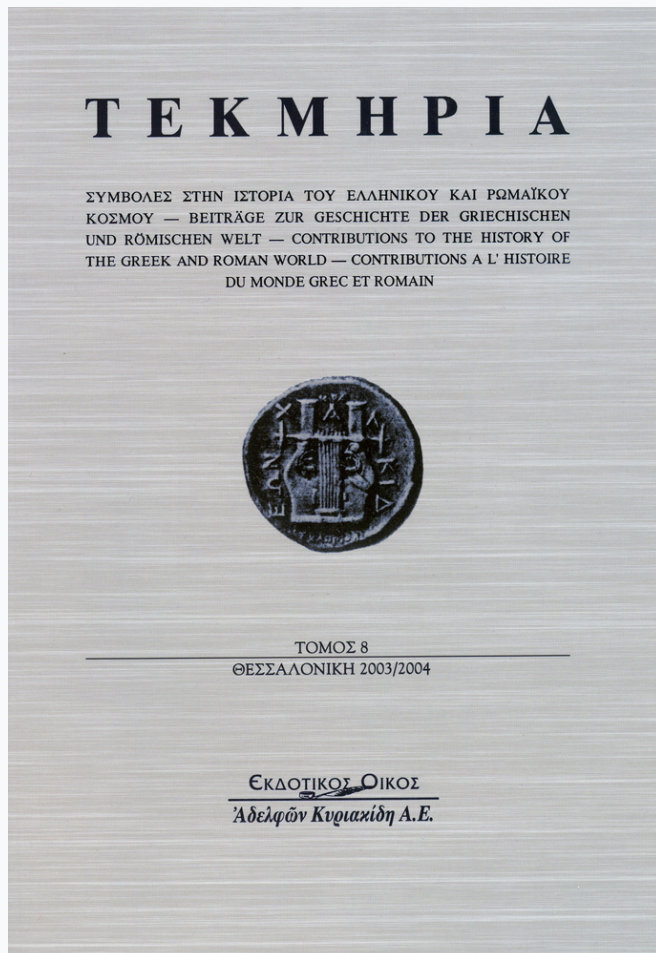 ΤΕΚΜΗΡΙΑ
ΣΥΜΒΟΛΕΣ ΣΤΗΝ ΙΣΤΟΡΙΑ ΤΟΥ ΕΛΛΗΝΙΚΟΥ ΚΑΙ ΡΩΜΑΪΚΟΥ
ΚΟΣΜΟΥ — BEITRÄGE ZUR GESCHICHTE DER GRIECHISCHEN
UND RÖMISCHEN WELT — CONTRIBUTIONS TO THE HISTORY OF
THE GREEK AND ROMAN WORLD — CONTRIBUTIONS A L' HISTOIRE
DU MONDE GREC ET ROMAIN
ΧΑΛΚΙΔΕΩΝ
ΤΟΜΟΣ 8
ΘΕΣΣΑΛΟΝΙΚΗ 2003/2004
ΕΚΔΟΤΙΚΟΣ ΟΙΚΟΣ
Ἀδελφῶν Κυριακίδη Α.Ε.